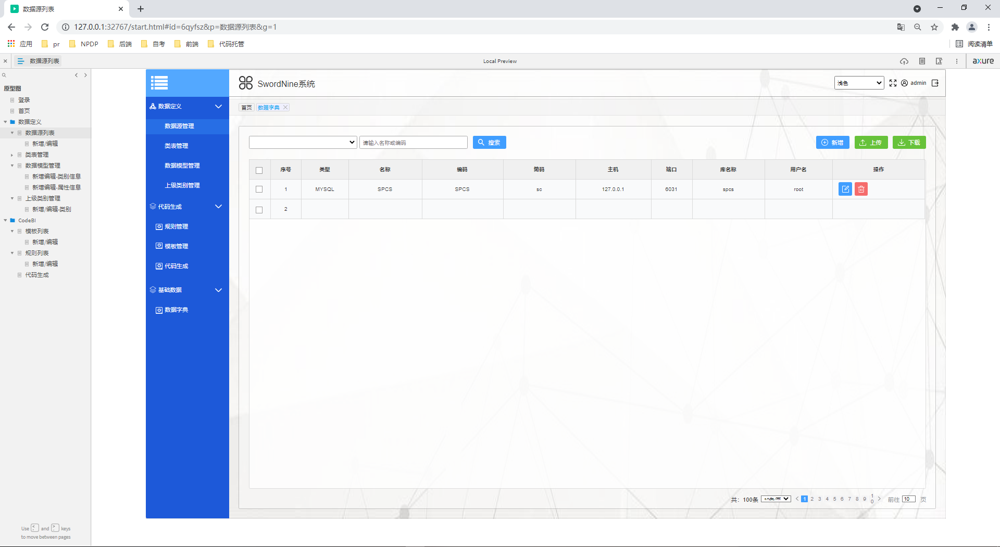 数据源列表
127.0.0.1:32767/start.html#id=6qyfsz&p=数据源列表&g=1
应用 pr NPDP 后端 自考 前端 代码托管 阅读清单
数据源列表 Local Preview axure
原型图
登录
首页
数据定义
数据源列表
新增/编辑
类表管理
数据模型管理
新增编辑-类别信息
新增编辑-属性信息
上级类别管理
新增/编辑-类别
CodeBI
模板列表
新增/编辑
规则列表
新增/编辑
代码生成
Use < , and > . keys
to move between pages
数据定义
数据源管理
类表管理
数据模型管理
上级类别管理
代码生成
规则管理
模板管理
代码生成
基础数据
数据字典
SwordNine系统 浅色 admin
首页 数据字典
请输入名称或编码 搜索 新增 上传 下载
序号 类型 名称 编码 简码 主机 端口 库名称 用户名 操作
1 MYSQL SPCS SPCS sc 127.0.0.1 6031 spcs root
2
共：100条 10条/页 < 1 2 3 4 5 6 7 8 9 10 > 前往 10 页